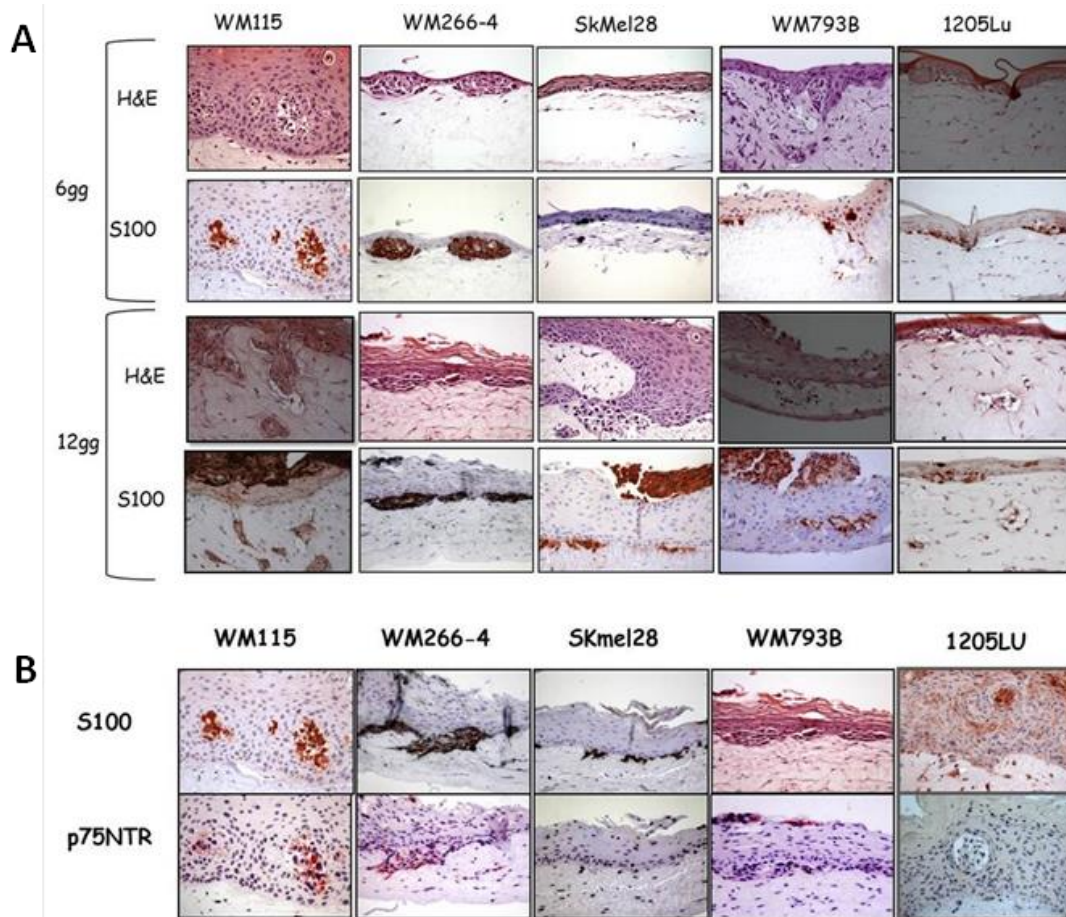 A
WM115 WM266-4 SkMel28 WM793B 1205Lu
H&E
6gg
S100
H&E
12gg
S100
B
WM115 WM266-4 SKmel28 WM793B 1205LU
S100
p75NTR